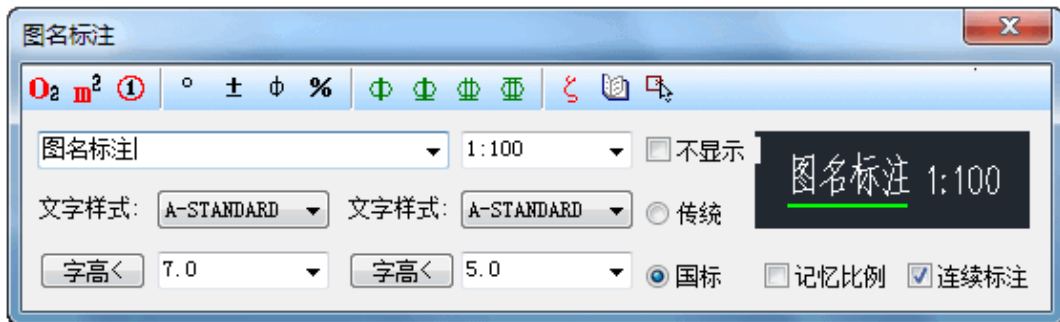 图名标注
O₂ m² ① ° ± ϕ % ζ
图名标注 1:100 不显示
图名标注 1:100
文字样式: A-STANDARD 文字样式: A-STANDARD 传统
字高< 7.0 字高< 5.0 国标 记忆比例 连续标注